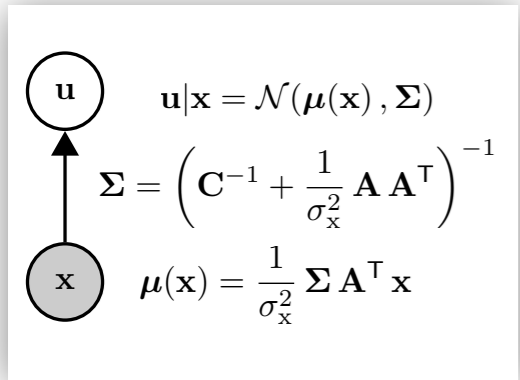 u
u|x = 𝒩(μ(x) , Σ)
Σ = (C⁻¹ + 1/σₓ² A Aᵀ)⁻¹
x
μ(x) = 1/σₓ² Σ Aᵀ x